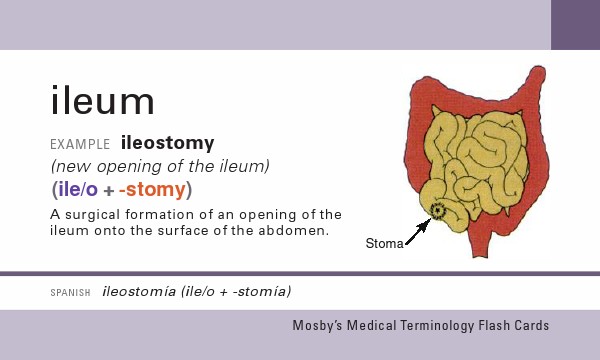 ileum
EXAMPLE ileostomy
(new opening of the ileum)
(ile/o + -stomy)
A surgical formation of an opening of the
ileum onto the surface of the abdomen.
Stoma
SPANISH ileostomía (ile/o + -stomía)
Mosby's Medical Terminology Flash Cards